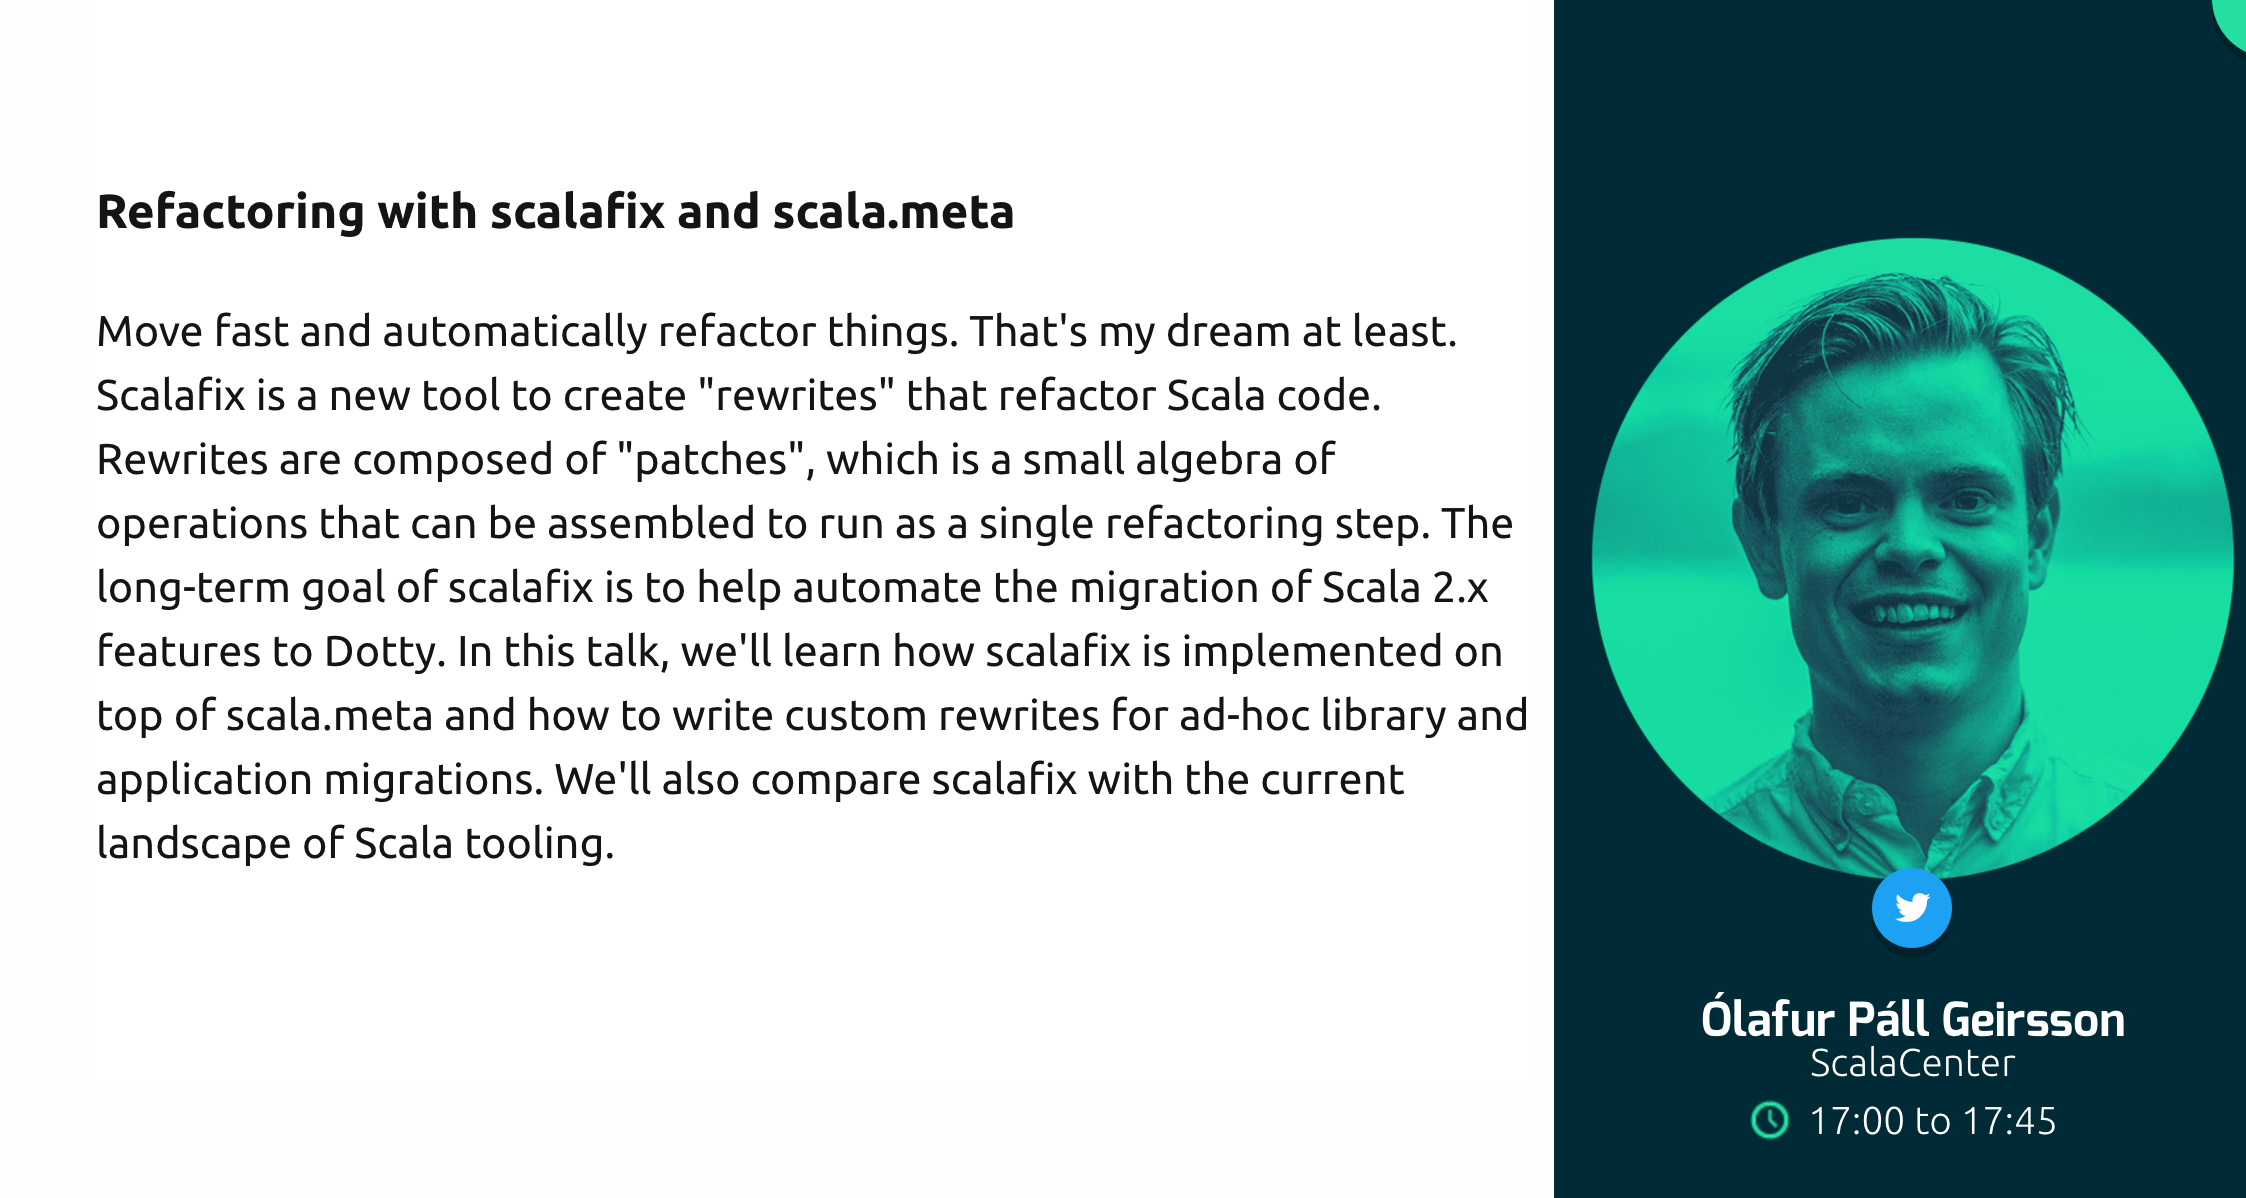 Refactoring with scalafix and scala.meta
Move fast and automatically refactor things. That's my dream at least.
Scalafix is a new tool to create "rewrites" that refactor Scala code.
Rewrites are composed of "patches", which is a small algebra of
operations that can be assembled to run as a single refactoring step. The
long-term goal of scalafix is to help automate the migration of Scala 2.x
features to Dotty. In this talk, we'll learn how scalafix is implemented on
top of scala.meta and how to write custom rewrites for ad-hoc library and
application migrations. We'll also compare scalafix with the current
landscape of Scala tooling.
Ólafur Páll Geirsson
ScalaCenter
17:00 to 17:45